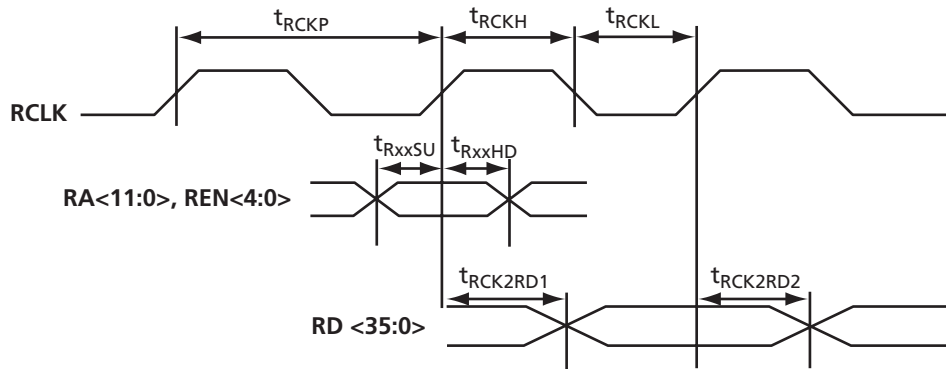 tRCKP
tRCKH
tRCKL
RCLK
tRxxSU
tRxxHD
RA<11:0>, REN<4:0>
tRCK2RD1
tRCK2RD2
RD <35:0>